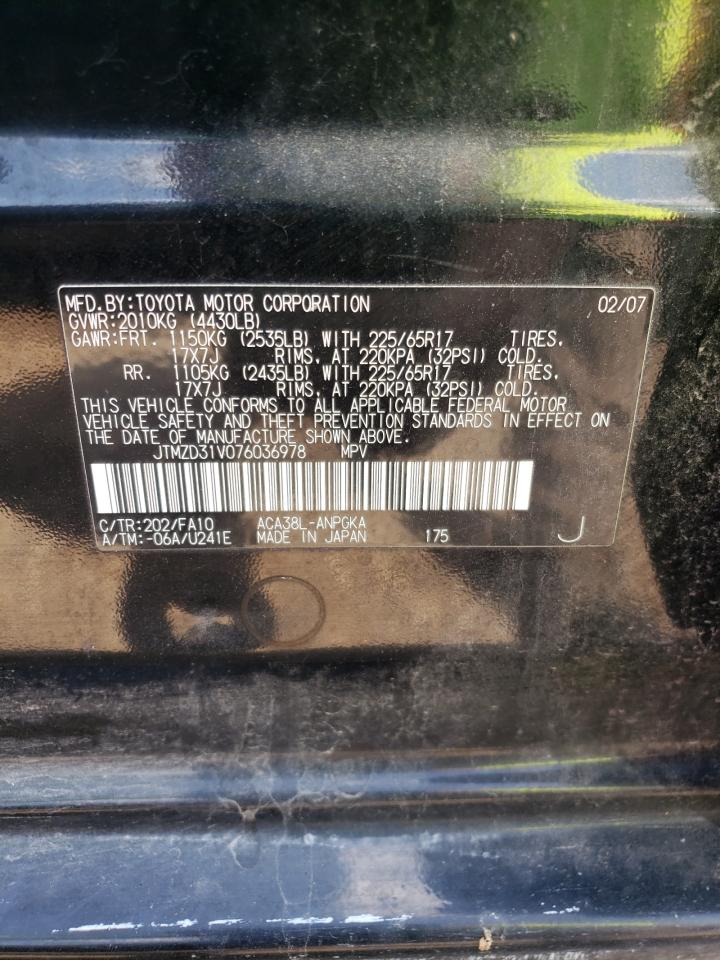 MFD.BY:TOYOTA MOTOR CORPORATION 02/07
GVWR:2010KG (4430LB)
GAWR:FRT. 1150KG (2535LB) WITH 225/65R17 TIRES,
17X7J RIMS, AT 220KPA (32PSI) COLD.
RR. 1105KG (2435LB) WITH 225/65R17 TIRES,
17X7J RIMS, AT 220KPA (32PSI) COLD.
THIS VEHICLE CONFORMS TO ALL APPLICABLE FEDERAL MOTOR
VEHICLE SAFETY AND THEFT PREVENTION STANDARDS IN EFFECT ON
THE DATE OF MANUFACTURE SHOWN ABOVE.
JTMZD31V076036978 MPV
C/TR:202/FA10 ACA38L-ANPGKA
A/TM:-06A/U241E MADE IN JAPAN 175 J